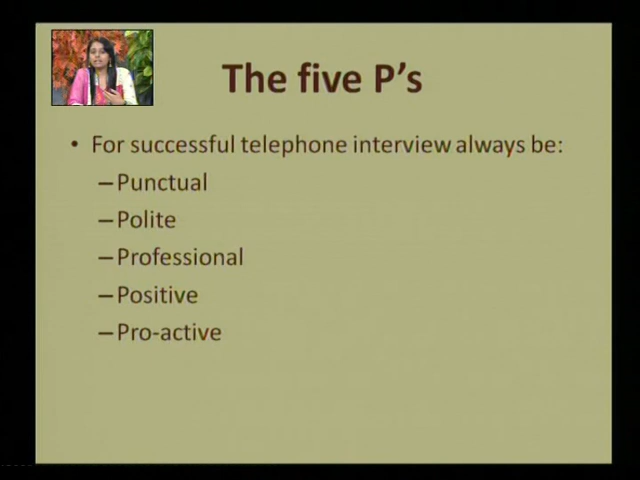 The five P's
• For successful telephone interview always be:
–Punctual
–Polite
–Professional
–Positive
–Pro-active